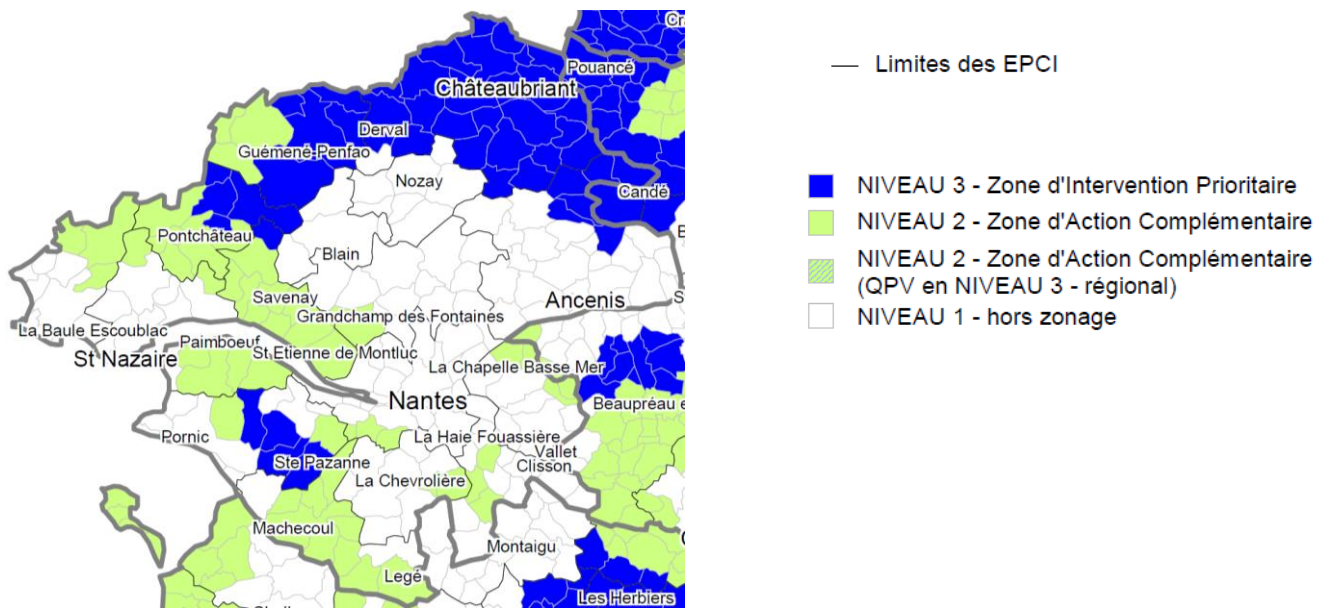 Cra
Pouancé
Châteaubriant
Derval
Guémené-Penfao
Nozay
Candé
Pontchâteau
Blain
Savenay
Ancenis
Grandchamp des Fontaines
La Baule Escoublac
Paimboeuf
St Etienne de Montluc
St Nazaire
La Chapelle Basse Mer
Nantes
Beaupréau e
Pornic
La Haie Fouassière
Vallet
Ste Pazanne
Clisson
La Chevrolière
Machecoul
Montaigu
Legé
Les Herbiers
Limites des EPCI
NIVEAU 3 - Zone d'Intervention Prioritaire
NIVEAU 2 - Zone d'Action Complémentaire
NIVEAU 2 - Zone d'Action Complémentaire
(QPV en NIVEAU 3 - régional)
NIVEAU 1 - hors zonage